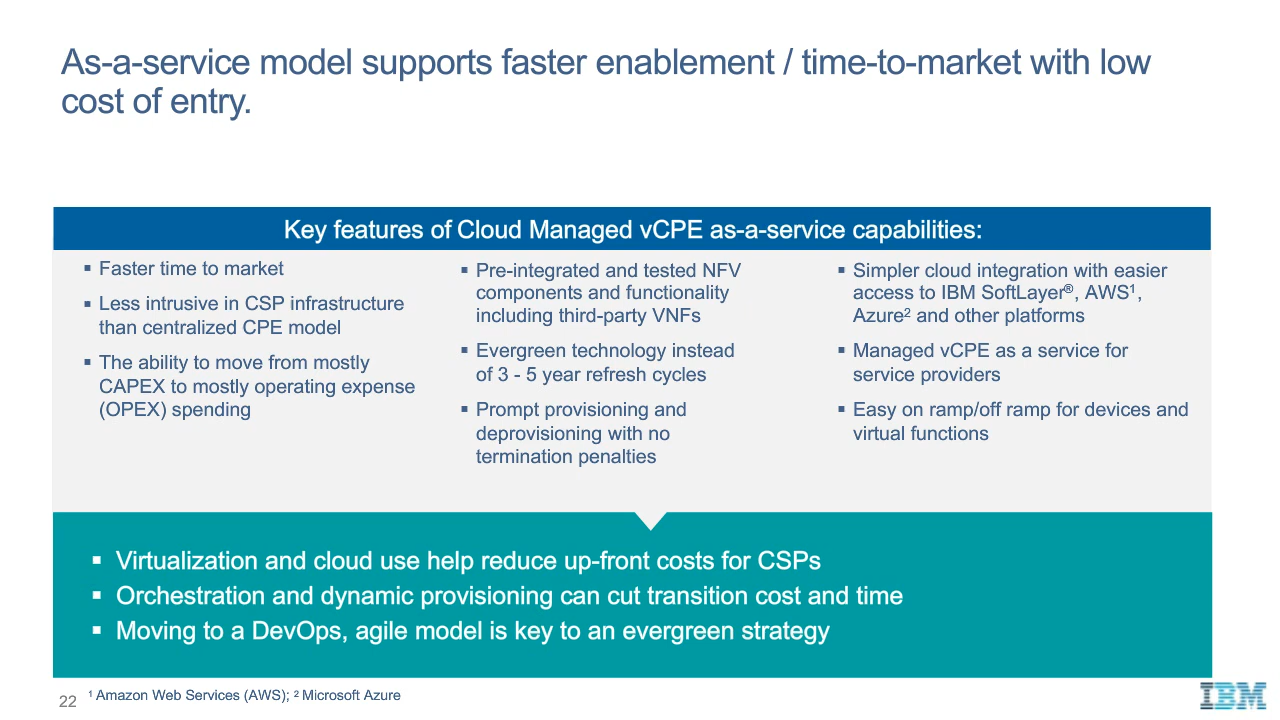 As-a-service model supports faster enablement / time-to-market with low
cost of entry.
Key features of Cloud Managed vCPE as-a-service capabilities:
▪ Faster time to market
▪ Less intrusive in CSP infrastructure
than centralized CPE model
▪ The ability to move from mostly
CAPEX to mostly operating expense
(OPEX) spending
▪ Pre-integrated and tested NFV
components and functionality
including third-party VNFs
▪ Evergreen technology instead
of 3 - 5 year refresh cycles
▪ Prompt provisioning and
deprovisioning with no
termination penalties
▪ Simpler cloud integration with easier
access to IBM SoftLayer®, AWS¹,
Azure² and other platforms
▪ Managed vCPE as a service for
service providers
▪ Easy on ramp/off ramp for devices and
virtual functions
▪ Virtualization and cloud use help reduce up-front costs for CSPs
▪ Orchestration and dynamic provisioning can cut transition cost and time
▪ Moving to a DevOps, agile model is key to an evergreen strategy
22
¹ Amazon Web Services (AWS); ² Microsoft Azure
IBM